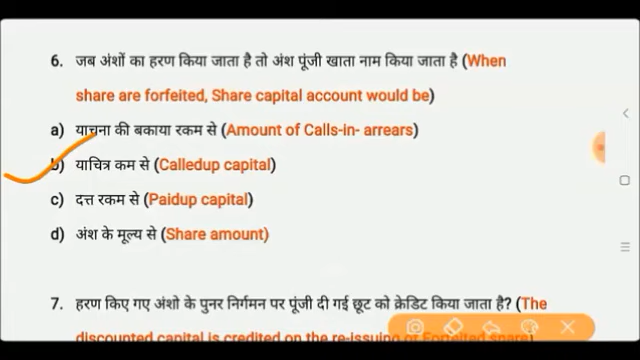 6. जब अंशों का हरण किया जाता है तो अंश पूंजी खाता नाम किया जाता है (When
share are forfeited, Share capital account would be)
a) याचना की बकाया रकम से (Amount of Calls-in- arrears)
b) याचित्र कम से (Calledup capital)
c) दत्त रकम से (Paidup capital)
d) अंश के मूल्य से (Share amount)
7. हरण किए गए अंशो के पुनर निर्गमन पर पूंजी दी गई छूट को क्रेडिट किया जाता है? (The
discounted capital is credited on the re-issuing of Forfeited share)